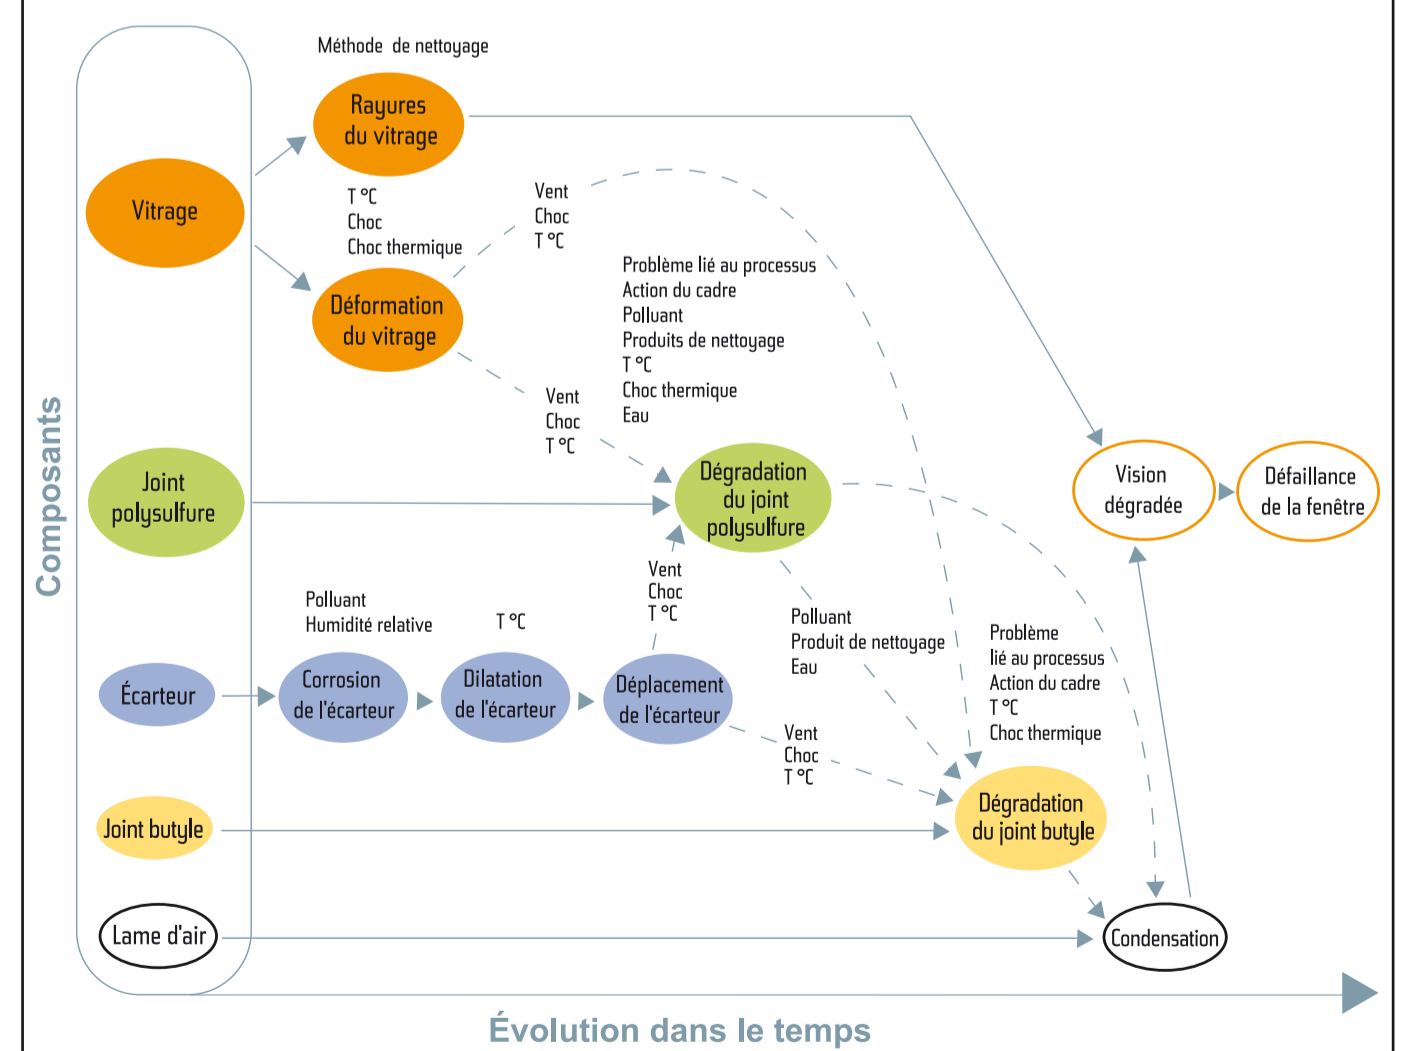 Méthode de nettoyage
Rayures
du vitrage
Vitrage
T °C
Choc
Choc thermique
Vent
Choc
T °C
Déformation
du vitrage
Problème lié au processus
Action du cadre
Polluant
Produits de nettoyage
T °C
Choc thermique
Eau
Vent
Choc
T °C
Composants
Joint
polysulfure
Dégradation
du joint
polysulfure
Vision
dégradée
Défaillance
de la fenêtre
Vent
Choc
T °C
Polluant
Humidité relative
T °C
Polluant
Produit de nettoyage
Eau
Problème
lié au processus
Action du cadre
T °C
Choc thermique
Écarteur
Corrosion
de l'écarteur
Dilatation
de l'écarteur
Déplacement
de l'écarteur
Vent
Choc
T °C
Joint butyle
Dégradation
du joint butyle
Lame d'air
Condensation
Évolution dans le temps